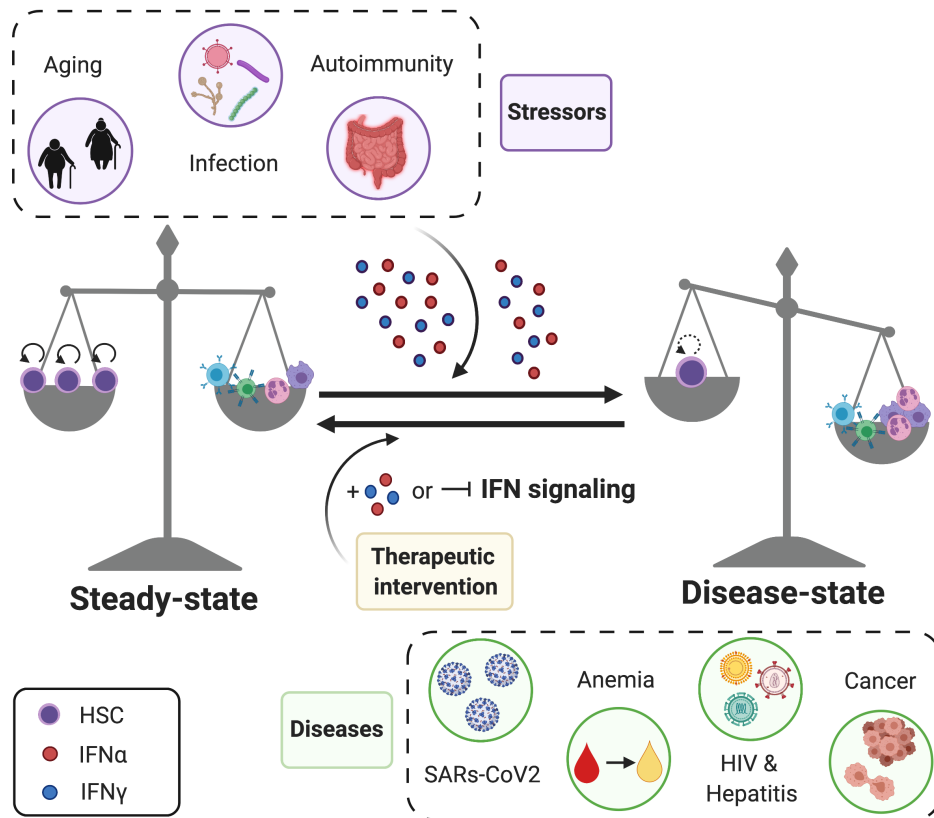 Aging
Autoimmunity
Infection
Stressors
+ or IFN signaling
Therapeutic
intervention
Steady-state
Disease-state
Diseases
SARs-CoV2
Anemia
HIV &
Hepatitis
Cancer
HSC
IFNα
IFNγ